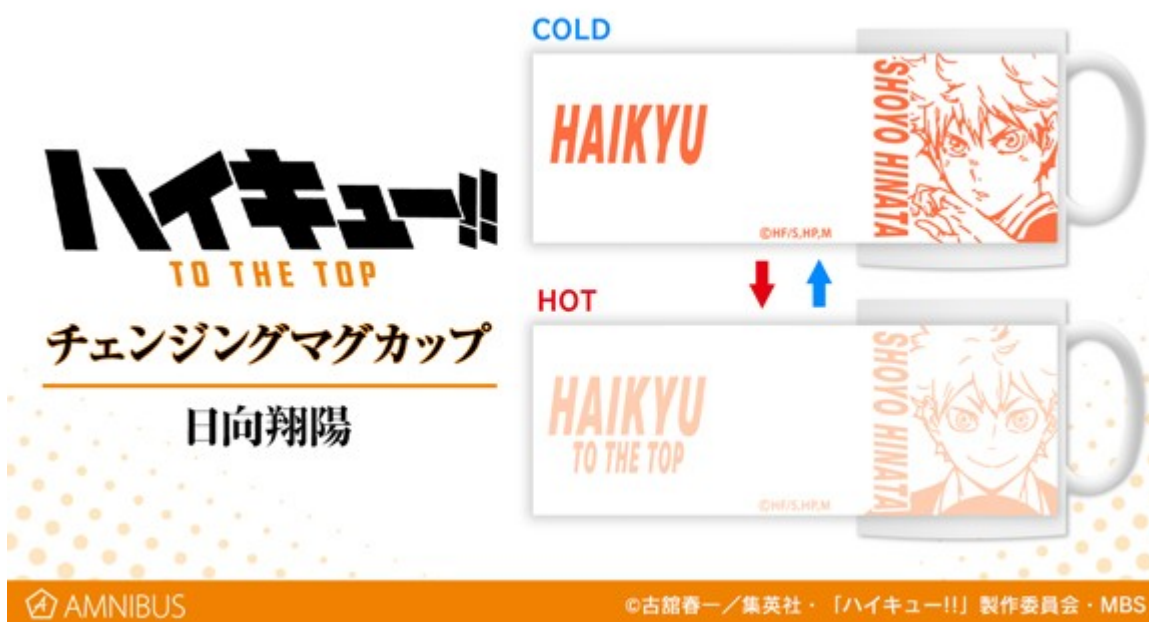 ハイキュー!!
TO THE TOP
チェンジングマグカップ
日向翔陽
COLD
HAIKYU
SHOYO HINATA
©HF/S,HP,M
HOT
HAIKYU
TO THE TOP
SHOYO HINATA
©HF/S,HP,M
AMNIBUS
©古舘春一／集英社・「ハイキュー!!」製作委員会・MBS